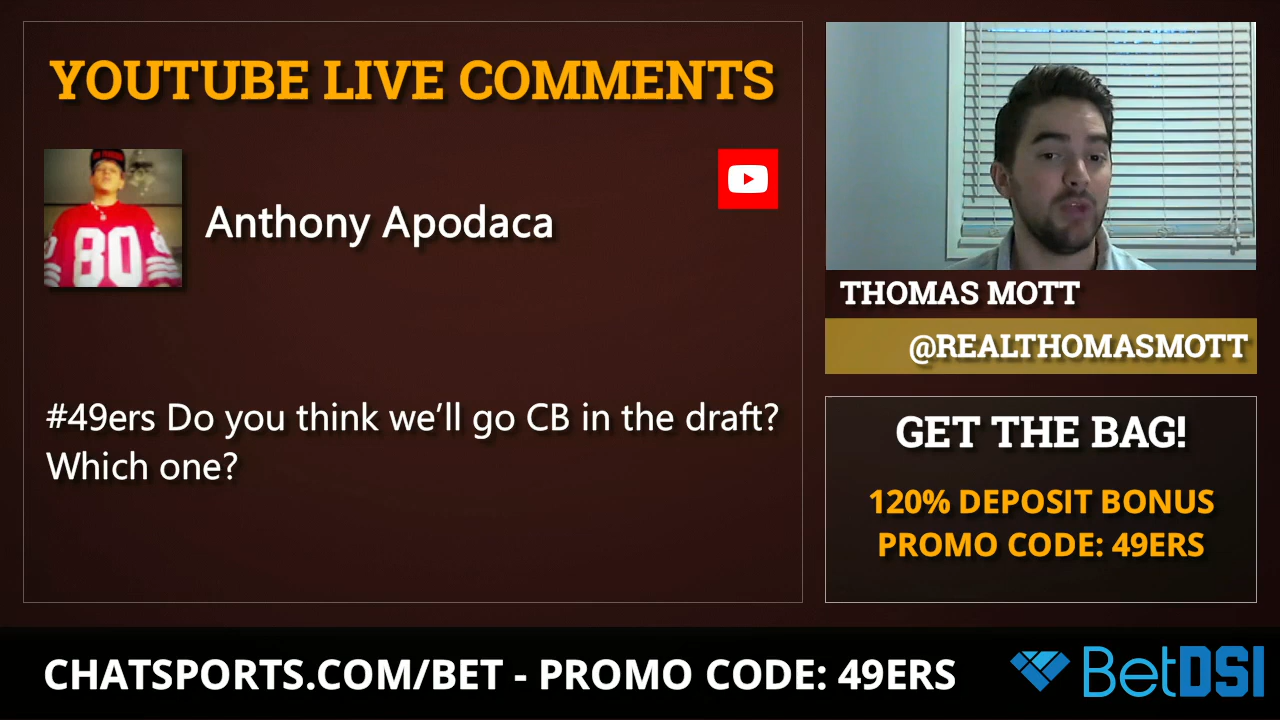 YOUTUBE LIVE COMMENTS
Anthony Apodaca
80
#49ers Do you think we'll go CB in the draft?
Which one?
THOMAS MOTT
@REALTHOMASMOTT
GET THE BAG!
120% DEPOSIT BONUS
PROMO CODE: 49ERS
CHATSPORTS.COM/BET - PROMO CODE: 49ERS
BetDSI